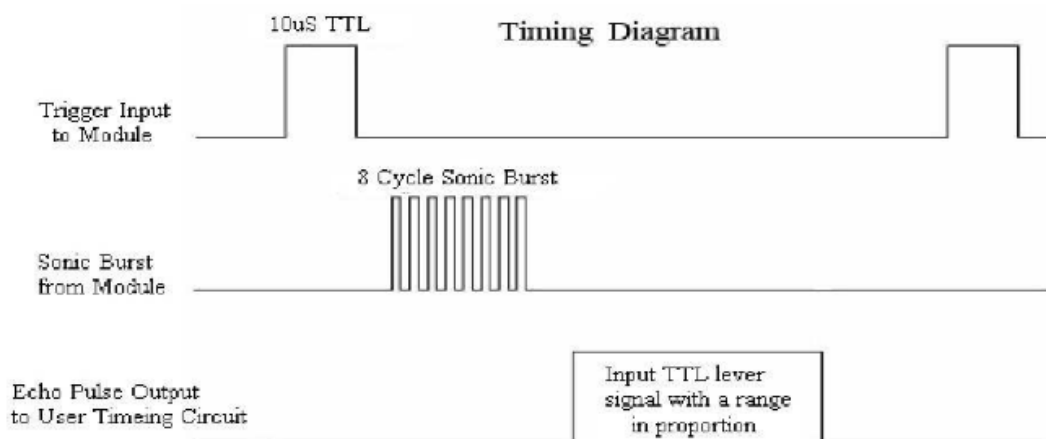 10uS TTL
Timing Diagram
Trigger Input
to Module
8 Cycle Sonic Burst
Sonic Burst
from Module
Echo Pulse Output
to User Timeing Circuit
Input TTL lever
signal with a range
in proportion